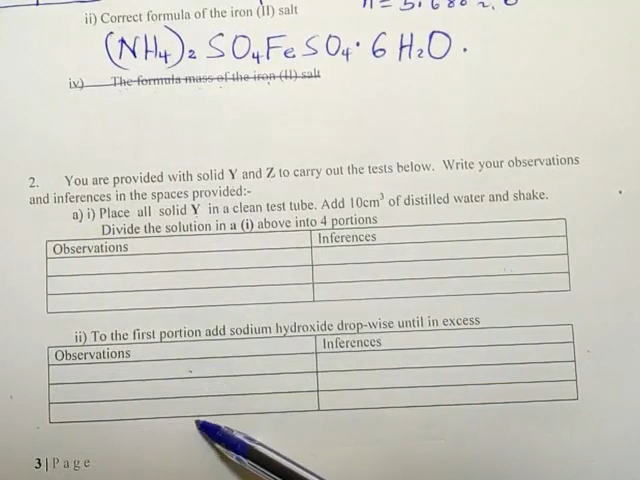 ii) Correct formula of the iron (II) salt
(NH₄)₂ SO₄FeSO₄· 6 H₂O.
iv) The formula mass of the iron (II) salt
2. You are provided with solid Y and Z to carry out the tests below. Write your observations
and inferences in the spaces provided:-
a) i) Place all solid Y in a clean test tube. Add 10cm³ of distilled water and shake.
Divide the solution in a (i) above into 4 portions
Observations Inferences
ii) To the first portion add sodium hydroxide drop-wise until in excess
Observations Inferences
3 | P a g e